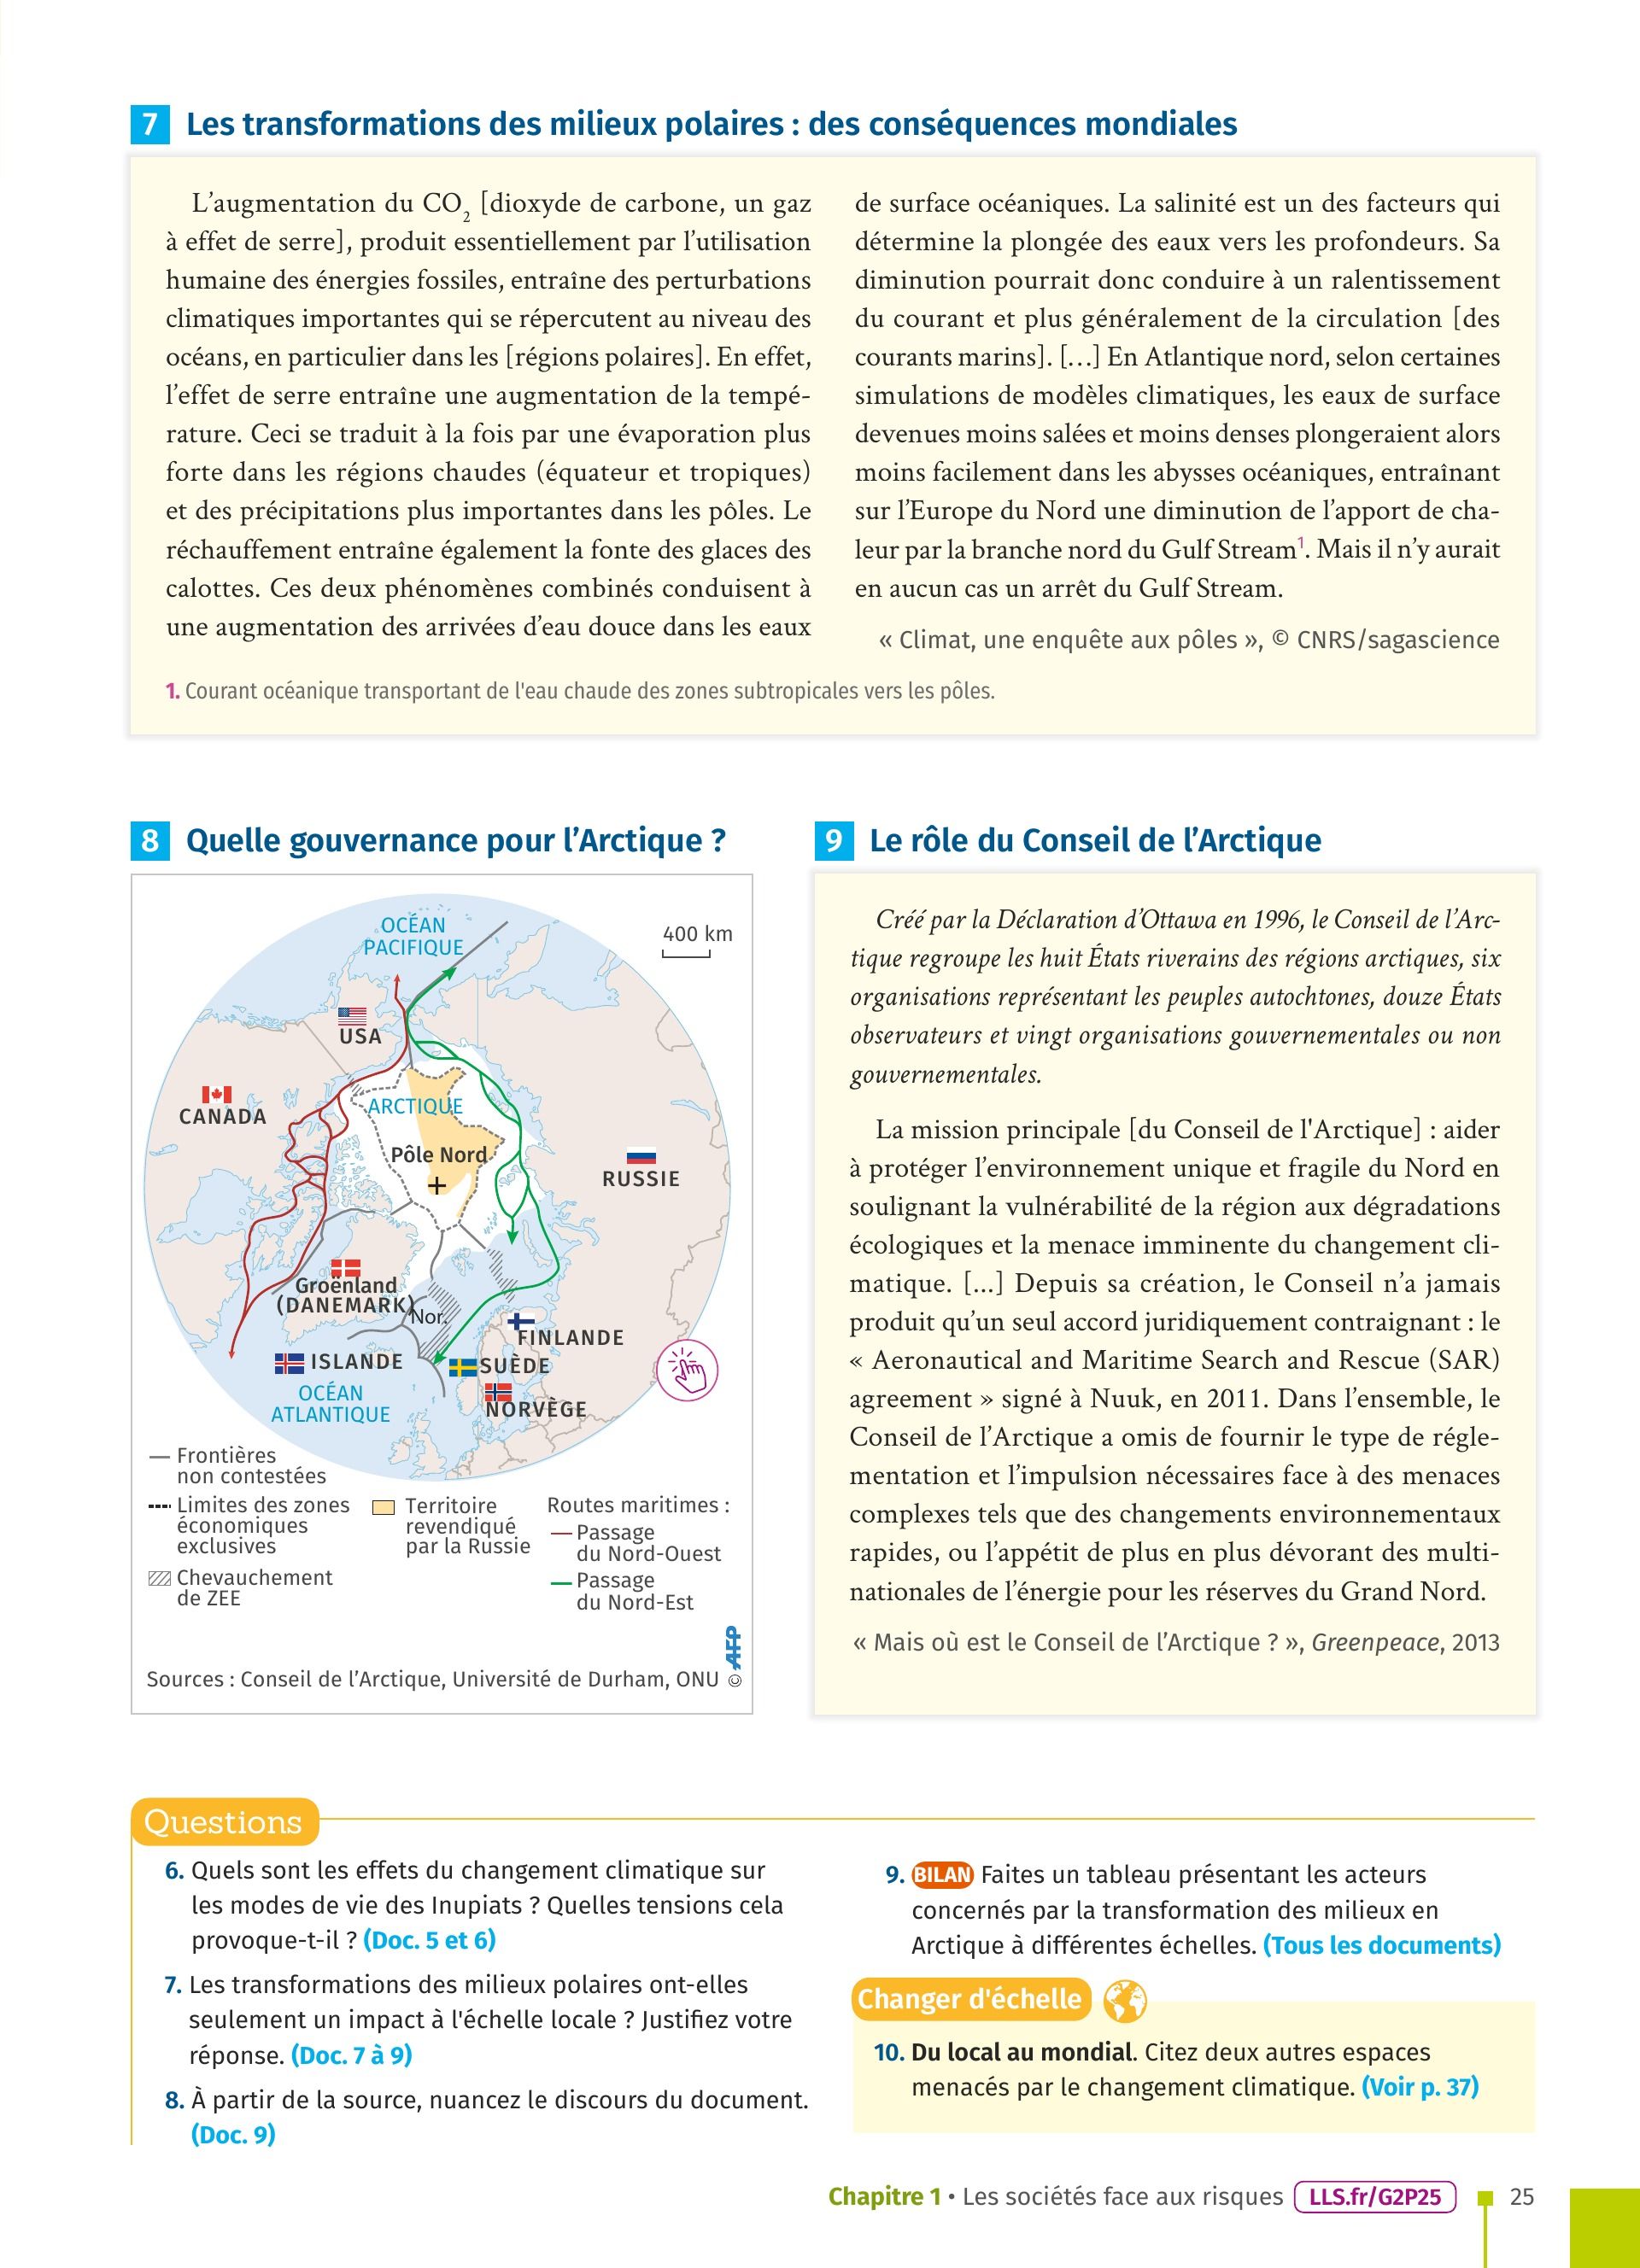 7 Les transformations des milieux polaires : des conséquences mondiales
L’augmentation du CO2 [dioxyde de carbone, un gaz
à effet de serre], produit essentiellement par l’utilisation
humaine des énergies fossiles, entraîne des perturbations
climatiques importantes qui se répercutent au niveau des
océans, en particulier dans les [régions polaires]. En effet,
l’effet de serre entraîne une augmentation de la tempé-
rature. Ceci se traduit à la fois par une évaporation plus
forte dans les régions chaudes (équateur et tropiques)
et des précipitations plus importantes dans les pôles. Le
réchauffement entraîne également la fonte des glaces des
calottes. Ces deux phénomènes combinés conduisent à
une augmentation des arrivées d’eau douce dans les eaux
de surface océaniques. La salinité est un des facteurs qui
détermine la plongée des eaux vers les profondeurs. Sa
diminution pourrait donc conduire à un ralentissement
du courant et plus généralement de la circulation [des
courants marins]. […] En Atlantique nord, selon certaines
simulations de modèles climatiques, les eaux de surface
devenues moins salées et moins denses plongeraient alors
moins facilement dans les abysses océaniques, entraînant
sur l’Europe du Nord une diminution de l’apport de cha-
leur par la branche nord du Gulf Stream1. Mais il n’y aurait
en aucun cas un arrêt du Gulf Stream.
« Climat, une enquête aux pôles », © CNRS/sagascience
1. Courant océanique transportant de l'eau chaude des zones subtropicales vers les pôles.
8 Quelle gouvernance pour l’Arctique ?
OCÉAN
PACIFIQUE
400 km
USA
CANADA
ARCTIQUE
Pôle Nord
RUSSIE
Groënland
(DANEMARK)
Nor.
FINLANDE
ISLANDE
SUÈDE
OCÉAN
ATLANTIQUE
NORVÈGE
Frontières
non contestées
Limites des zones
économiques
exclusives
Chevauchement
de ZEE
Territoire
revendiqué
par la Russie
Routes maritimes :
Passage
du Nord-Ouest
Passage
du Nord-Est
Sources : Conseil de l’Arctique, Université de Durham, ONU
© AFP
9 Le rôle du Conseil de l’Arctique
Créé par la Déclaration d’Ottawa en 1996, le Conseil de l’Arc-
tique regroupe les huit États riverains des régions arctiques, six
organisations représentant les peuples autochtones, douze États
observateurs et vingt organisations gouvernementales ou non
gouvernementales.
La mission principale [du Conseil de l'Arctique] : aider
à protéger l’environnement unique et fragile du Nord en
soulignant la vulnérabilité de la région aux dégradations
écologiques et la menace imminente du changement cli-
matique. [...] Depuis sa création, le Conseil n’a jamais
produit qu’un seul accord juridiquement contraignant : le
« Aeronautical and Maritime Search and Rescue (SAR)
agreement » signé à Nuuk, en 2011. Dans l’ensemble, le
Conseil de l’Arctique a omis de fournir le type de régle-
mentation et l’impulsion nécessaires face à des menaces
complexes tels que des changements environnementaux
rapides, ou l’appétit de plus en plus dévorant des multi-
nationales de l’énergie pour les réserves du Grand Nord.
« Mais où est le Conseil de l’Arctique ? », Greenpeace, 2013
Questions
6. Quels sont les effets du changement climatique sur
les modes de vie des Inupiats ? Quelles tensions cela
provoque-t-il ? (Doc. 5 et 6)
7. Les transformations des milieux polaires ont-elles
seulement un impact à l'échelle locale ? Justifiez votre
réponse. (Doc. 7 à 9)
8. À partir de la source, nuancez le discours du document.
(Doc. 9)
9. BILAN Faites un tableau présentant les acteurs
concernés par la transformation des milieux en
Arctique à différentes échelles. (Tous les documents)
Changer d'échelle
10. Du local au mondial. Citez deux autres espaces
menacés par le changement climatique. (Voir p. 37)
Chapitre 1 • Les sociétés face aux risques LLS.fr/G2P25 25